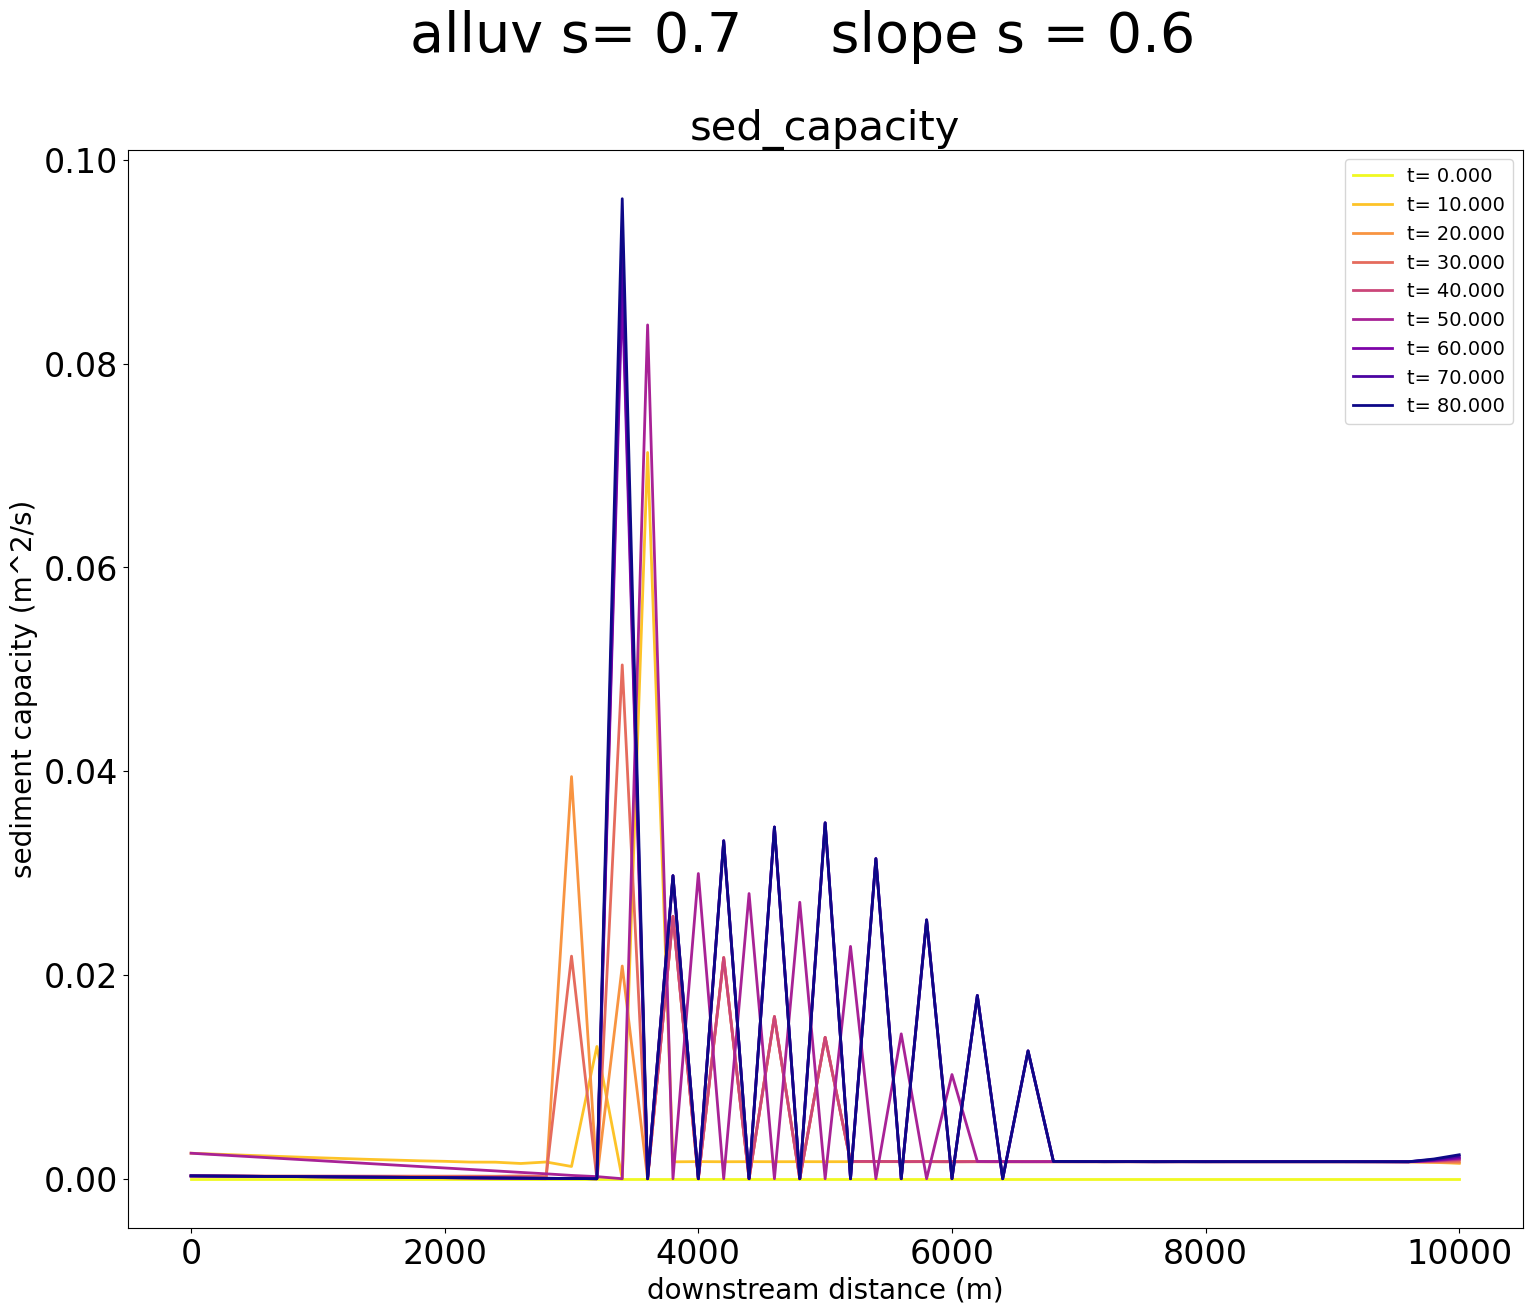 alluv s= 0.7     slope s = 0.6
sed_capacity
0.10
0.08
0.06
0.04
0.02
0.00
sediment capacity (m^2/s)
t= 0.000
t= 10.000
t= 20.000
t= 30.000
t= 40.000
t= 50.000
t= 60.000
t= 70.000
t= 80.000
0 2000 4000 6000 8000 10000
downstream distance (m)